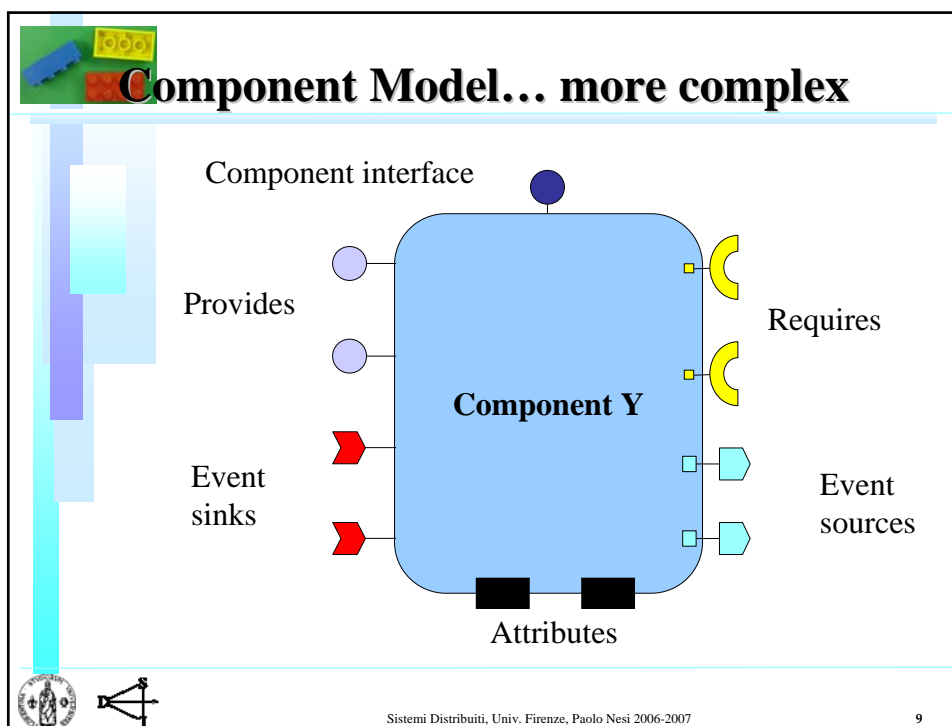 Component Model… more complex
Component interface
Provides
Requires
Component Y
Event
sinks
Event
sources
Attributes
Sistemi Distribuiti, Univ. Firenze, Paolo Nesi 2006-2007
9
D
S
I